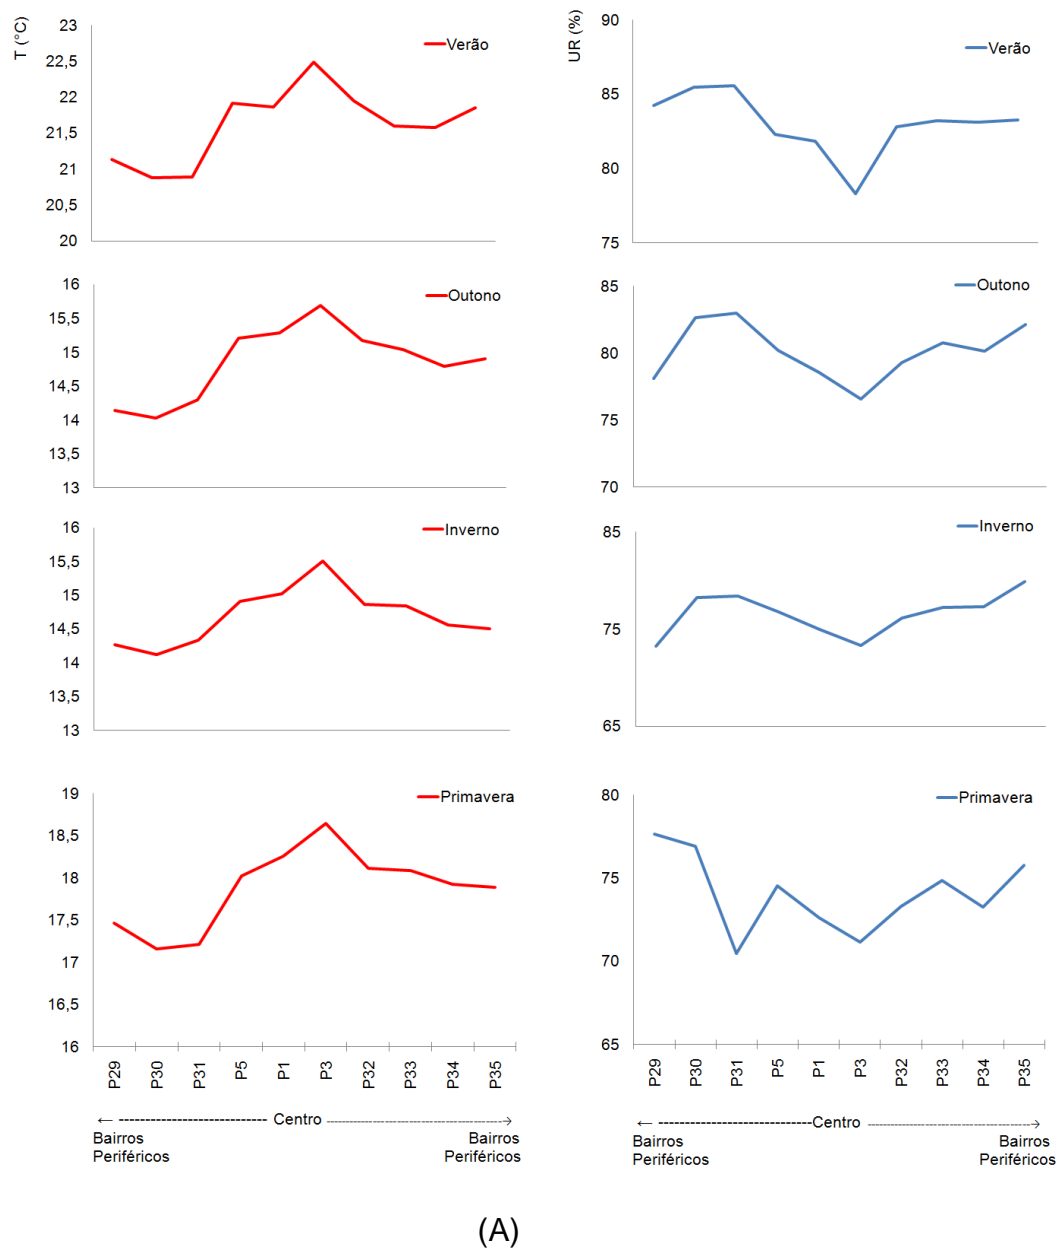 T (°C)
23
22,5
22
21,5
21
20,5
20
Verão
UR (%)
90
85
80
75
Verão
16
15,5
15
14,5
14
13,5
13
Outono
85
80
75
70
Outono
16
15,5
15
14,5
14
13,5
13
Inverno
85
75
65
Inverno
19
18,5
18
17,5
17
16,5
16
Primavera
80
75
70
65
Primavera
P29 P30 P31 P5 P1 P3 P32 P33 P34 P35
← --------------------------- Centro ---------------------------→
Bairros Periféricos
Bairros Periféricos
P29 P30 P31 P5 P1 P3 P32 P33 P34 P35
← ---------------------------Centro ---------------------------→
Bairros Periféricos
Bairros Periféricos
(A)